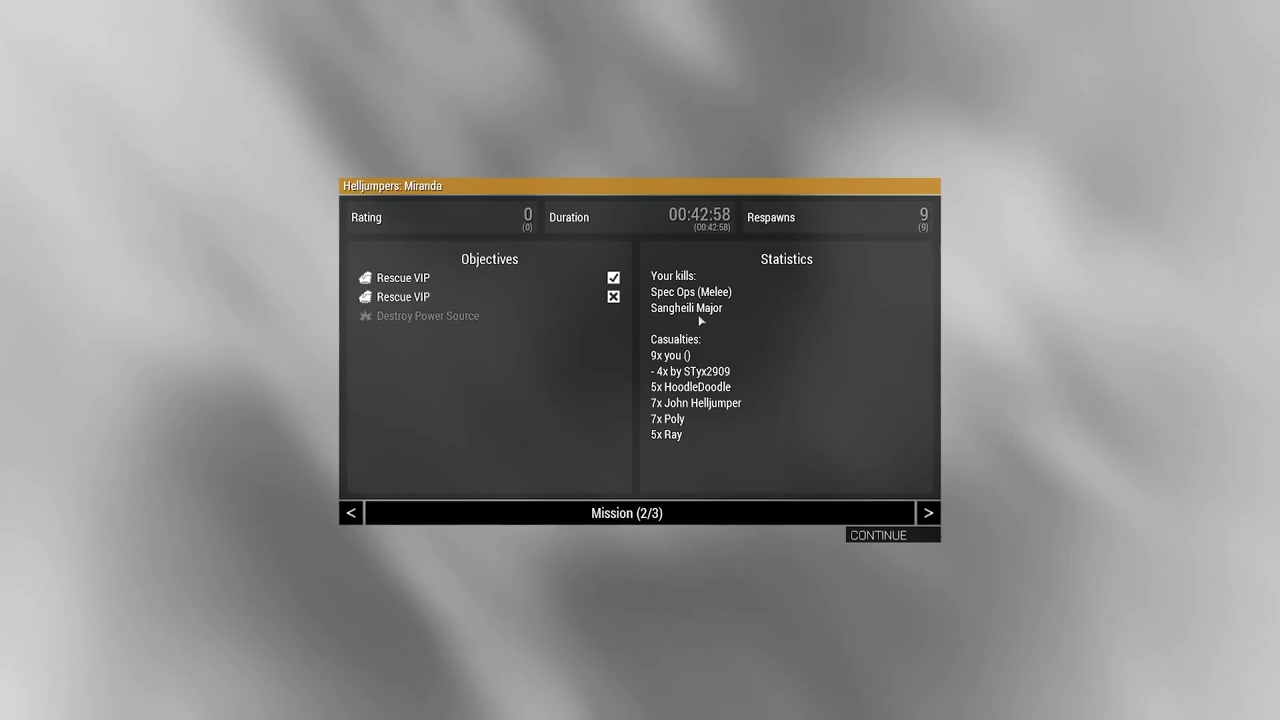 Helljumpers: Miranda
Rating 0 (0)
Duration 00:42:58 (00:42:58)
Respawns 9 (9)
Objectives
Rescue VIP
Rescue VIP
Destroy Power Source
Statistics
Your kills:
Spec Ops (Melee)
Sangheili Major
Casualties:
9x you ()
- 4x by STyx2909
5x HoodleDoodle
7x John Helljumper
7x Poly
5x Ray
< Mission (2/3) >
CONTINUE